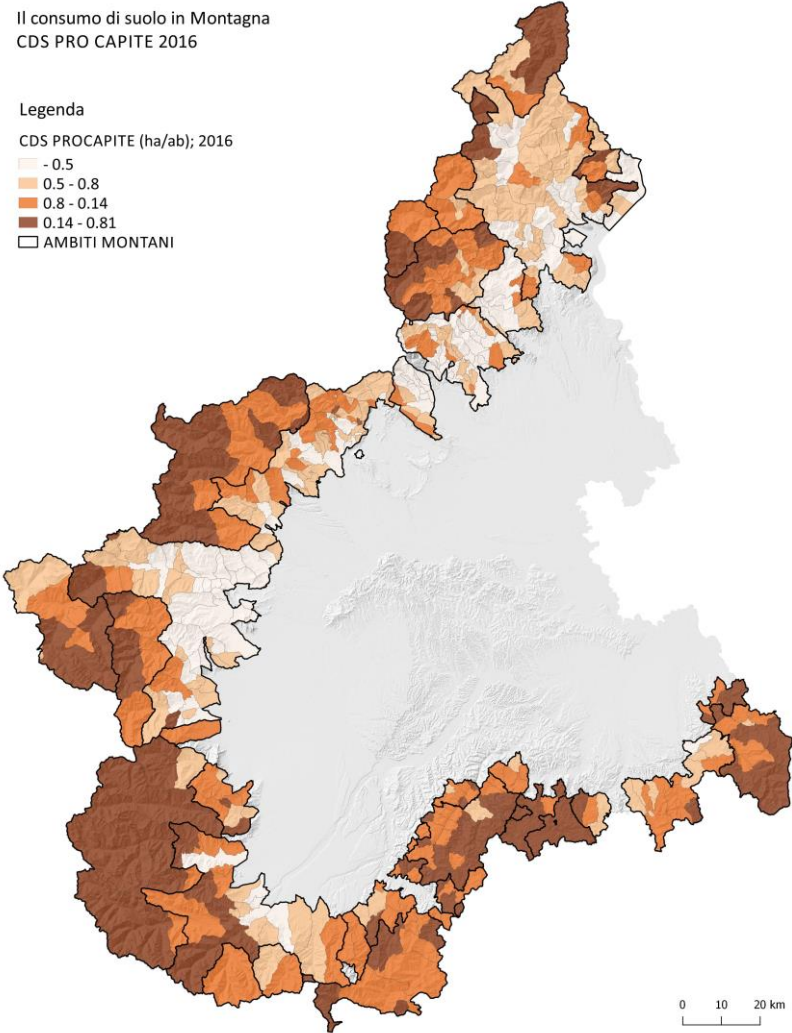 Il consumo di suolo in Montagna
CDS PRO CAPITE 2016
Legenda
CDS PROCAPITE (ha/ab); 2016
- 0.5
0.5 - 0.8
0.8 - 0.14
0.14 - 0.81
AMBITI MONTANI
0 10 20 km